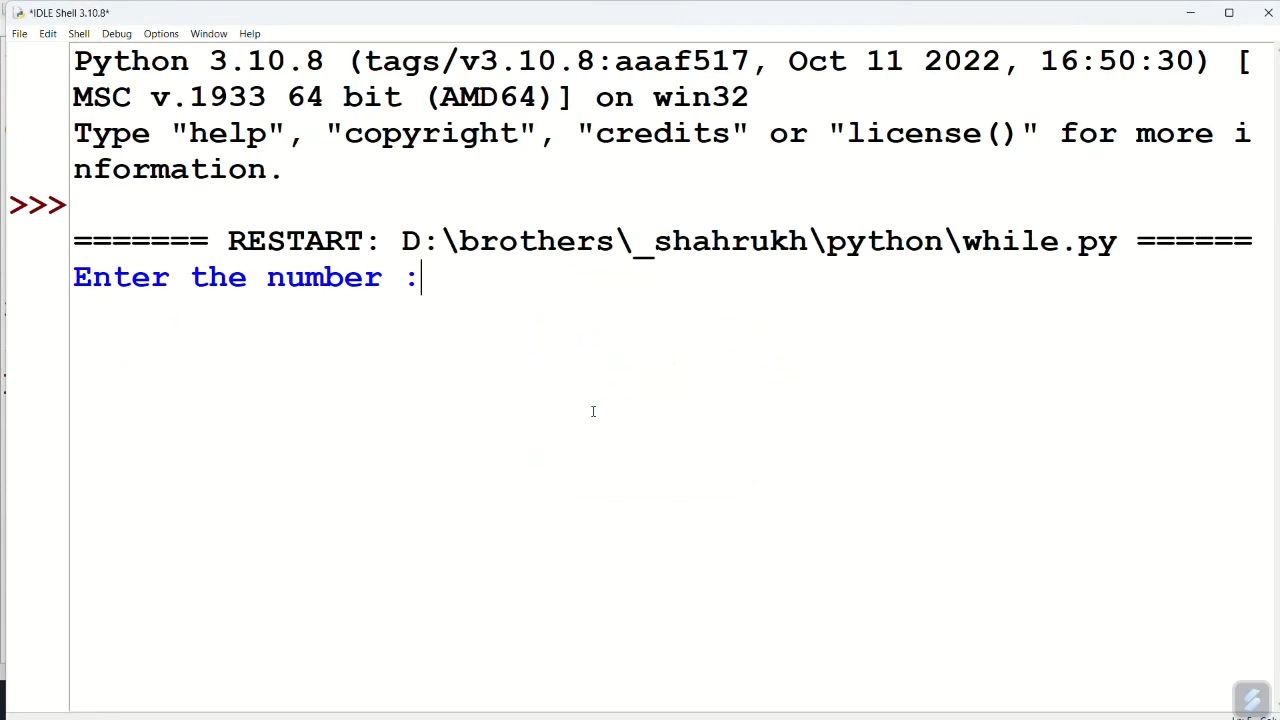 *IDLE Shell 3.10.8*
File Edit Shell Debug Options Window Help
Python 3.10.8 (tags/v3.10.8:aaaf517, Oct 11 2022, 16:50:30) [
MSC v.1933 64 bit (AMD64)] on win32
Type "help", "copyright", "credits" or "license()" for more i
nformation.
>>>
======= RESTART: D:\brothers\_shahrukh\python\while.py ======
Enter the number :